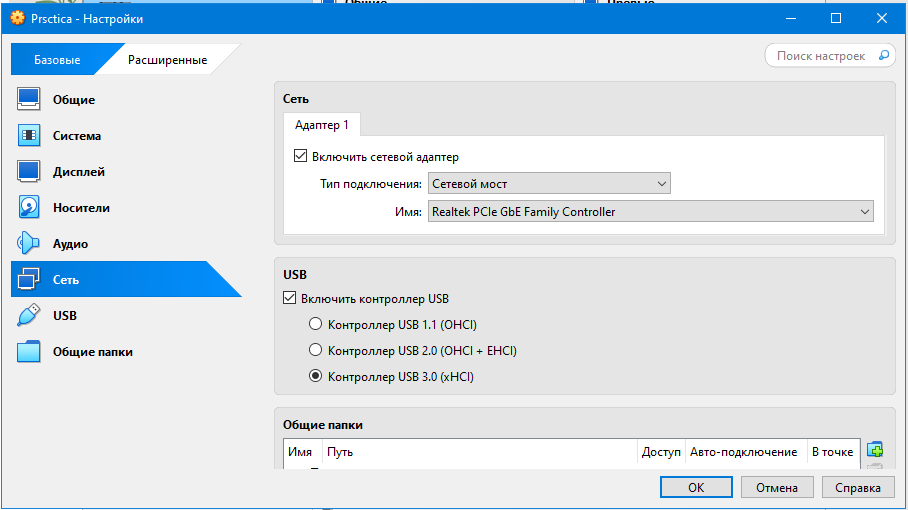 Prsctica - Настройки
Базовые
Расширенные
Поиск настроек
Общие
Система
Дисплей
Носители
Аудио
Сеть
USB
Общие папки
Сеть
Адаптер 1
Включить сетевой адаптер
Тип подключения: Сетевой мост
Имя: Realtek PCIe GbE Family Controller
USB
Включить контроллер USB
Контроллер USB 1.1 (OHCI)
Контроллер USB 2.0 (OHCI + EHCI)
Контроллер USB 3.0 (xHCI)
Общие папки
Имя Путь Доступ Авто-подключение В точке
ОК Отмена Справка